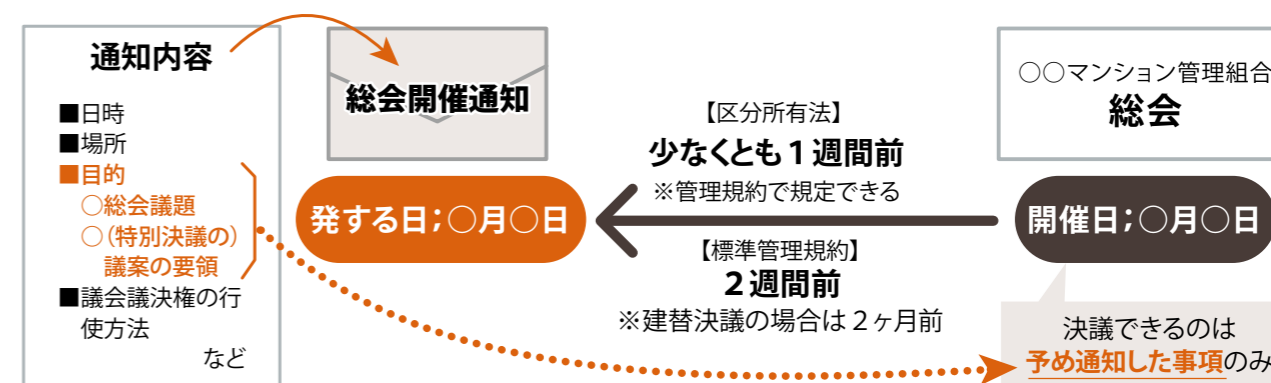 通知内容
■日時
■場所
■目的
○総会議題
○(特別決議の)
議案の要領
■議会議決権の行
使方法
など
総会開催通知
発する日;○月○日
【区分所有法】
少なくとも1週間前
※管理規約で規定できる
【標準管理規約】
2週間前
※建替決議の場合は2ヶ月前
○○マンション管理組合
総会
開催日;○月○日
決議できるのは
予め通知した事項のみ